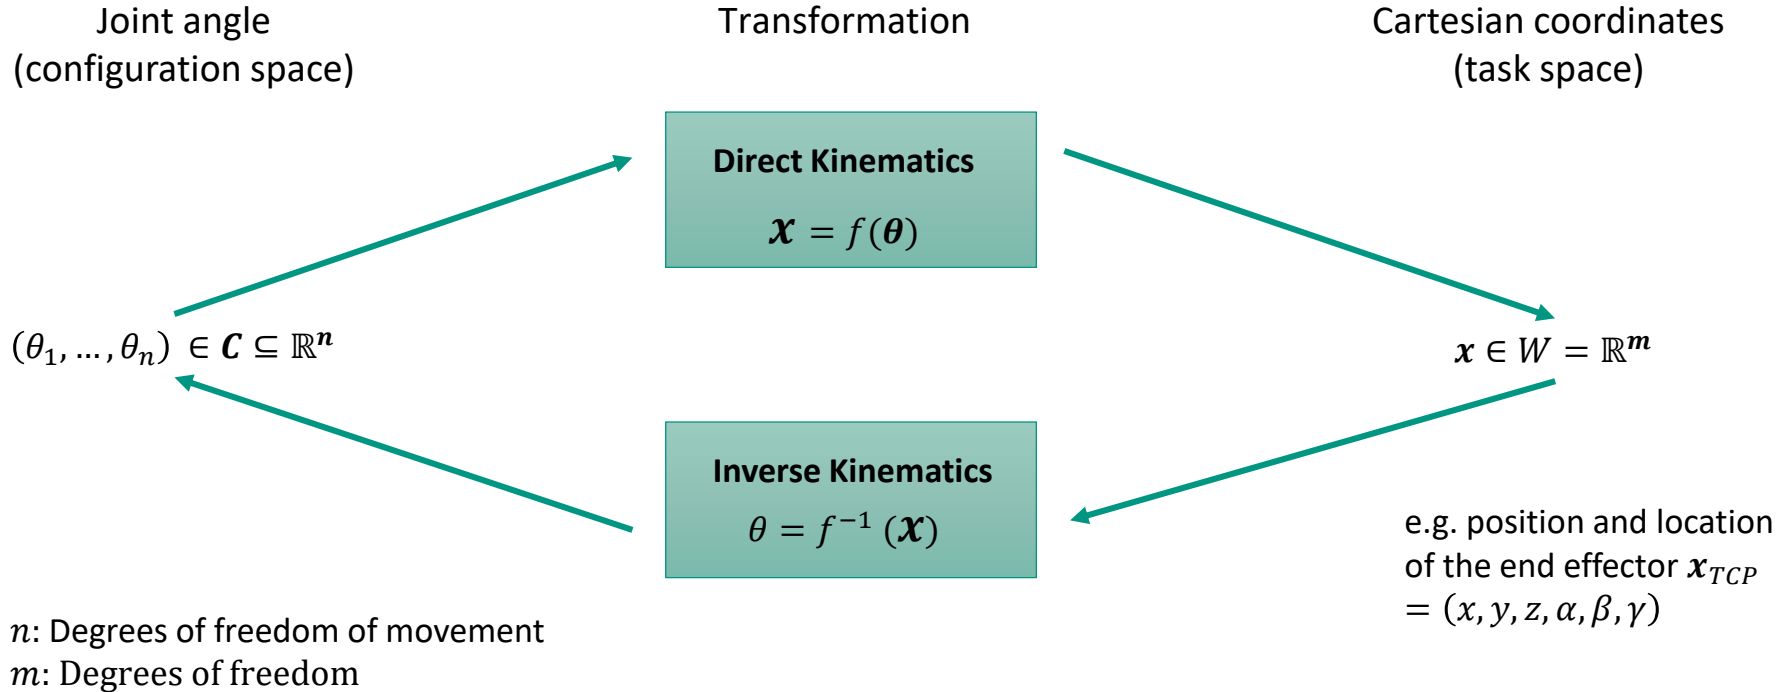 Joint angle
(configuration space)
Transformation
Cartesian coordinates
(task space)
Direct Kinematics
𝒙 = f(𝜽)
(θ₁, … , θₙ) ∈ 𝑪 ⊆ ℝⁿ
𝒙 ∈ W = ℝᵐ
Inverse Kinematics
θ = f⁻¹ (𝒙)
e.g. position and location
of the end effector 𝒙_TCP
= (x, y, z, α, β, γ)
n: Degrees of freedom of movement
m: Degrees of freedom